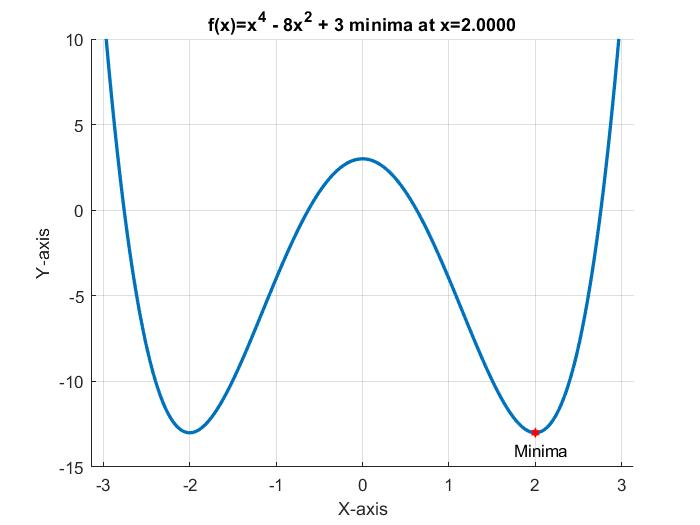 f(x)=x⁴ - 8x² + 3 minima at x=2.0000
10
5
0
-5
-10
-15
Y-axis
Minima
-3 -2 -1 0 1 2 3
X-axis